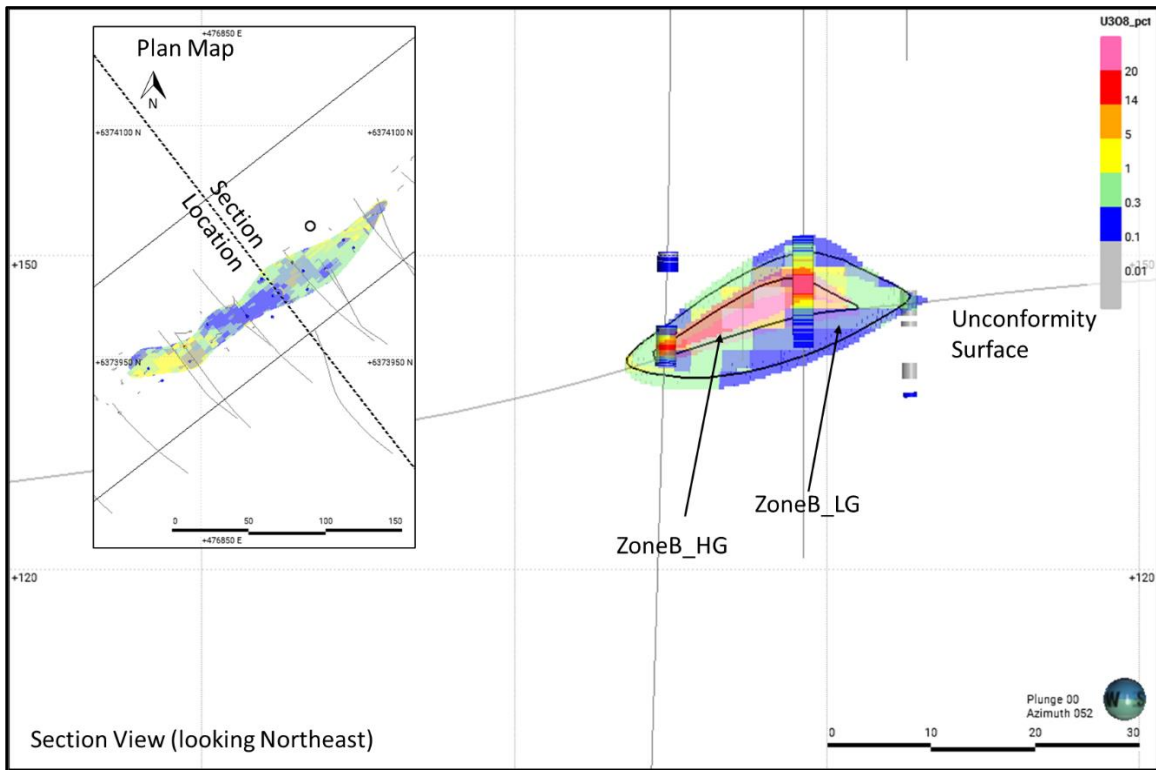 +476850 E
Plan Map
N
+6374100 N
+6374100 N
Section
Location
+6373950 N
+6373950 N
0 50 100 150
+476850 E
U3O8_pct
20
14
5
1
0.3
0.1
0.01
+150
+150
Unconformity
Surface
ZoneB_LG
ZoneB_HG
+120
+120
Plunge 00
Azimuth 052
W S
0 10 20 30
Section View (looking Northeast)